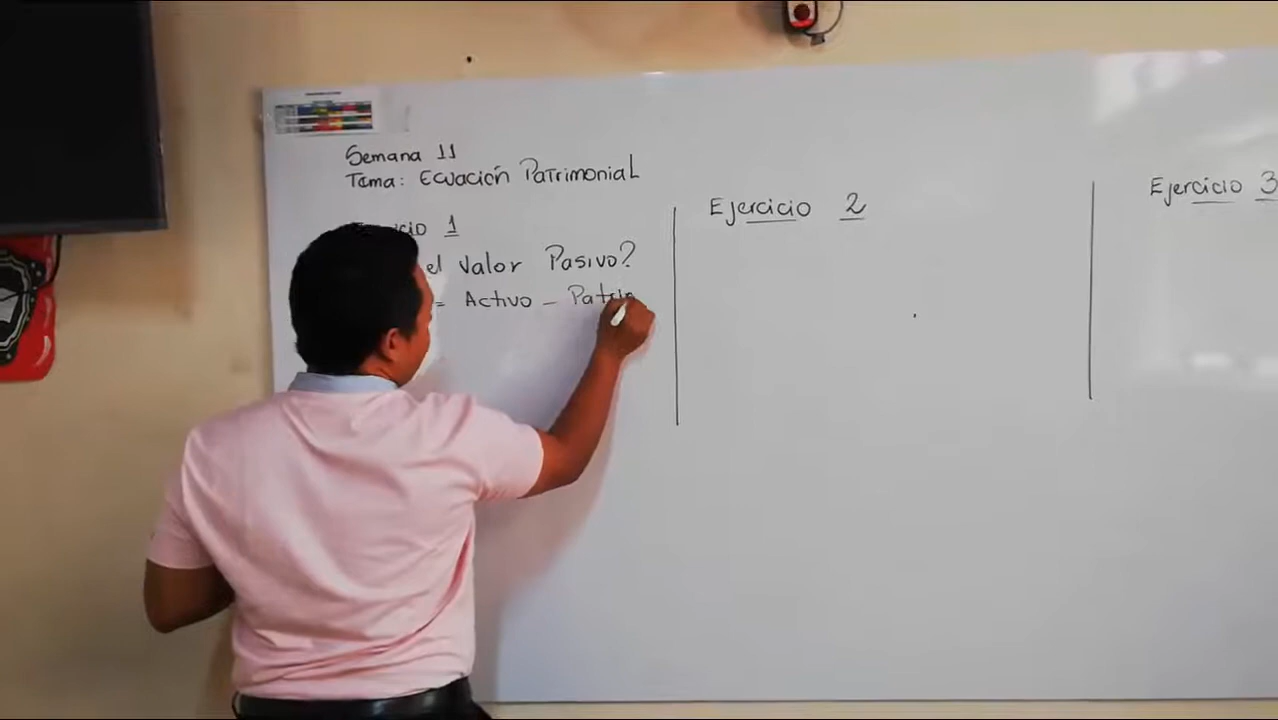 Semana 11
Tema: Ecuación Patrimonial
1
el Valor Pasivo?
= Activo -
Ejercicio 2
Ejercicio 3